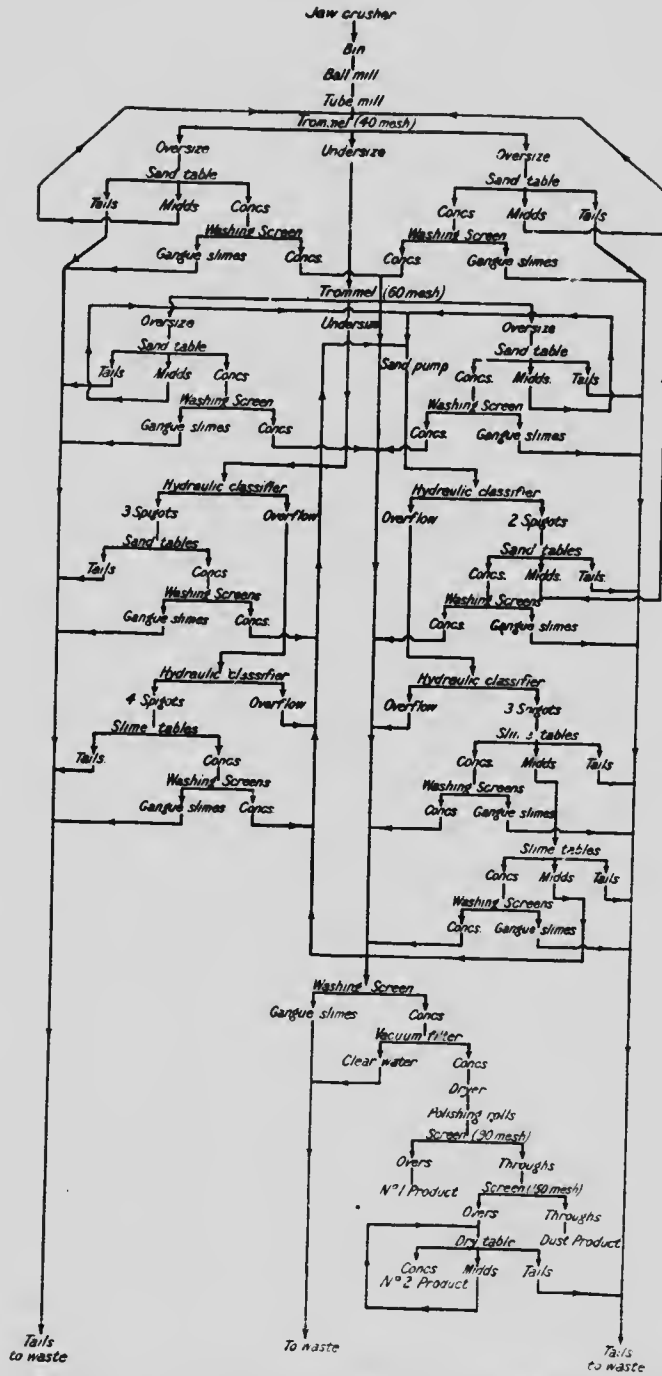 Jaw crusher
Bin
Ball mill
Tube mill
Trommel (40 mesh)
Oversize Undersize Oversize
Sand table Sand table
Tails Midds Concs Concs Midds Tails
Washing Screen Washing Screen
Gangue slimes Concs. Concs. Gangue slimes
Trommel (60 mesh)
Oversize Undersize Oversize
Sand table Sand pump Sand table
Tails Midds Concs Concs. Midds. Tails
Washing Screen Washing Screen
Gangue slimes Concs Concs. Gangue slimes
Hydraulic classifier Hydraulic classifier
3 Spigots Overflow Overflow 2 Spigots
Sand tables Sand tables
Tails Concs Concs. Midds. Tails.
Washing Screens Washing Screens
Gangue slimes Concs. Concs. Gangue slimes
Hydraulic classifier Hydraulic classifier
4 Spigots Overflow Overflow 3 Spigots
Slime tables tables
Tails. Concs Concs. Midds Tails
Washing Screens Washing Screens
Gangue slimes Concs Concs Gangue slimes
Slime tables
Concs Midds Tails
Washing Screens
Concs. Gangue slimes
Washing Screen
Gangue slimes Concs
Vacuum filter
Clear water Concs
Dryer
Polishing rolls
Screen (90 mesh)
Overs Throughs
Nº 1 Product Screen (150 mesh)
Overs Throughs
Dry table Dust Product
Concs Midds Tails
Nº 2 Product
Tails to waste To waste Tails to waste